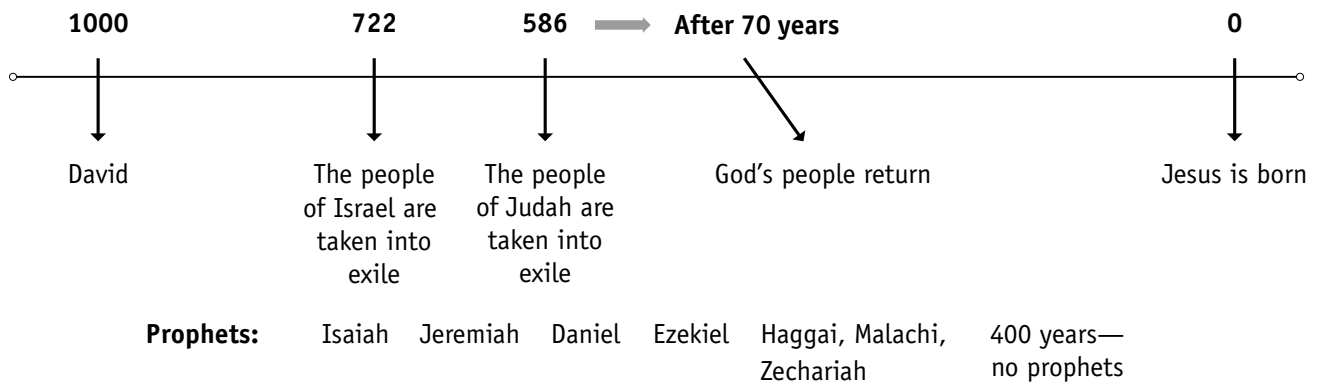 1000 722 586 After 70 years 0
David The people God's people return Jesus is born
of Israel are
taken into
exile
The people
of Judah are
taken into
exile
Prophets: Isaiah Jeremiah Daniel Ezekiel Haggai, Malachi, 400 years—
Zechariah no prophets